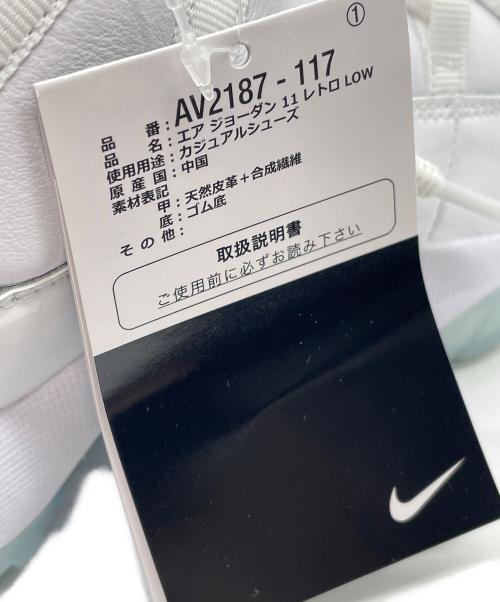 ①
品 番：AV2187 - 117
品 名：エア ジョーダン 11 レトロ LOW
使用用途：カジュアルシューズ
原 産 国：中国
素材表記：
甲：天然皮革＋合成繊維
底：ゴム底
そ の 他：
取扱説明書
ご使用前に必ずお読み下さい